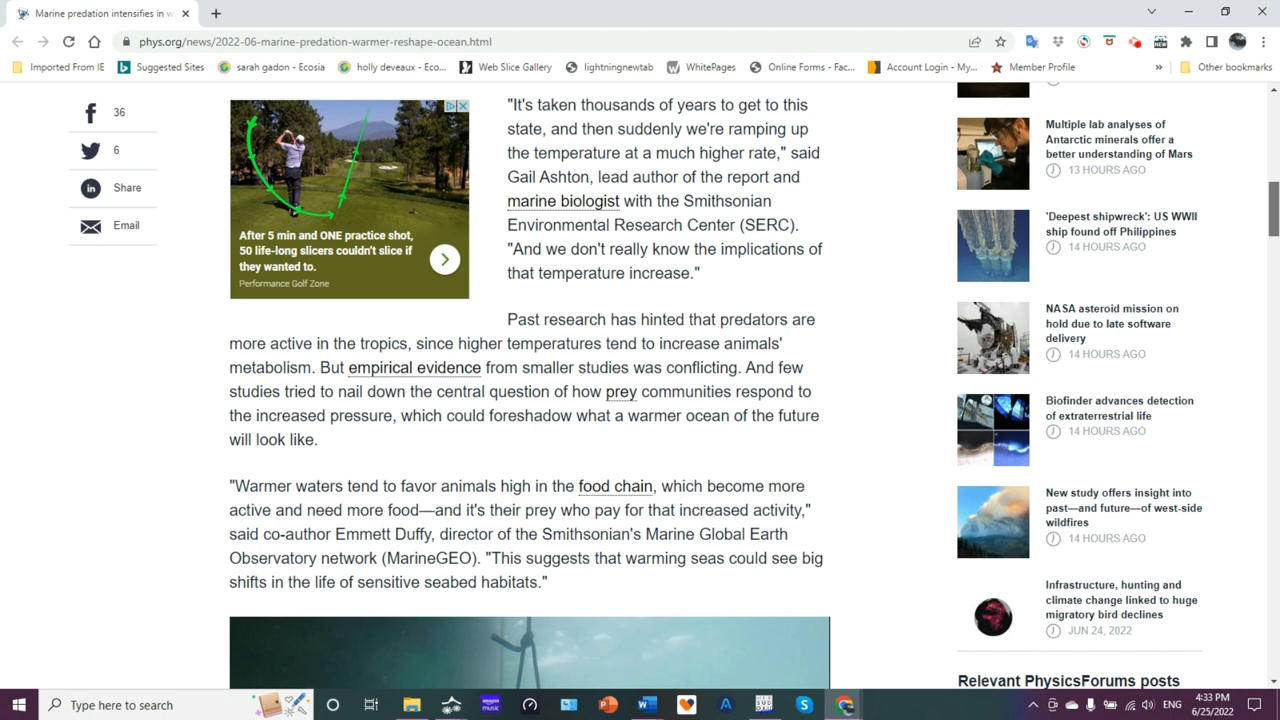 Marine predation intensifies in w
phys.org/news/2022-06-marine-predation-warmer-reshape-ocean.html
Imported From IE
Suggested Sites
sarah gadon - Ecosia
holly deveaux - Eco...
Web Slice Gallery
lightningnewtab
WhitePages
Online Forms - Fac...
Account Login - My...
Member Profile
»
Other bookmarks
36
6
Share
Email
After 5 min and ONE practice shot,
50 life-long slicers couldn't slice if
they wanted to.
Performance Golf Zone
"It's taken thousands of years to get to this
state, and then suddenly we're ramping up
the temperature at a much higher rate," said
Gail Ashton, lead author of the report and
marine biologist with the Smithsonian
Environmental Research Center (SERC).
"And we don't really know the implications of
that temperature increase."
Past research has hinted that predators are
more active in the tropics, since higher temperatures tend to increase animals'
metabolism. But empirical evidence from smaller studies was conflicting. And few
studies tried to nail down the central question of how prey communities respond to
the increased pressure, which could foreshadow what a warmer ocean of the future
will look like.
"Warmer waters tend to favor animals high in the food chain, which become more
active and need more food—and it's their prey who pay for that increased activity,"
said co-author Emmett Duffy, director of the Smithsonian's Marine Global Earth
Observatory network (MarineGEO). "This suggests that warming seas could see big
shifts in the life of sensitive seabed habitats."
Multiple lab analyses of
Antarctic minerals offer a
better understanding of Mars
13 HOURS AGO
'Deepest shipwreck': US WWII
ship found off Philippines
14 HOURS AGO
NASA asteroid mission on
hold due to late software
delivery
14 HOURS AGO
Biofinder advances detection
of extraterrestrial life
14 HOURS AGO
New study offers insight into
past—and future—of west-side
wildfires
14 HOURS AGO
Infrastructure, hunting and
climate change linked to huge
migratory bird declines
JUN 24, 2022
Relevant PhysicsForums posts
Type here to search
amazon
music
ENG
4:33 PM
6/25/2022